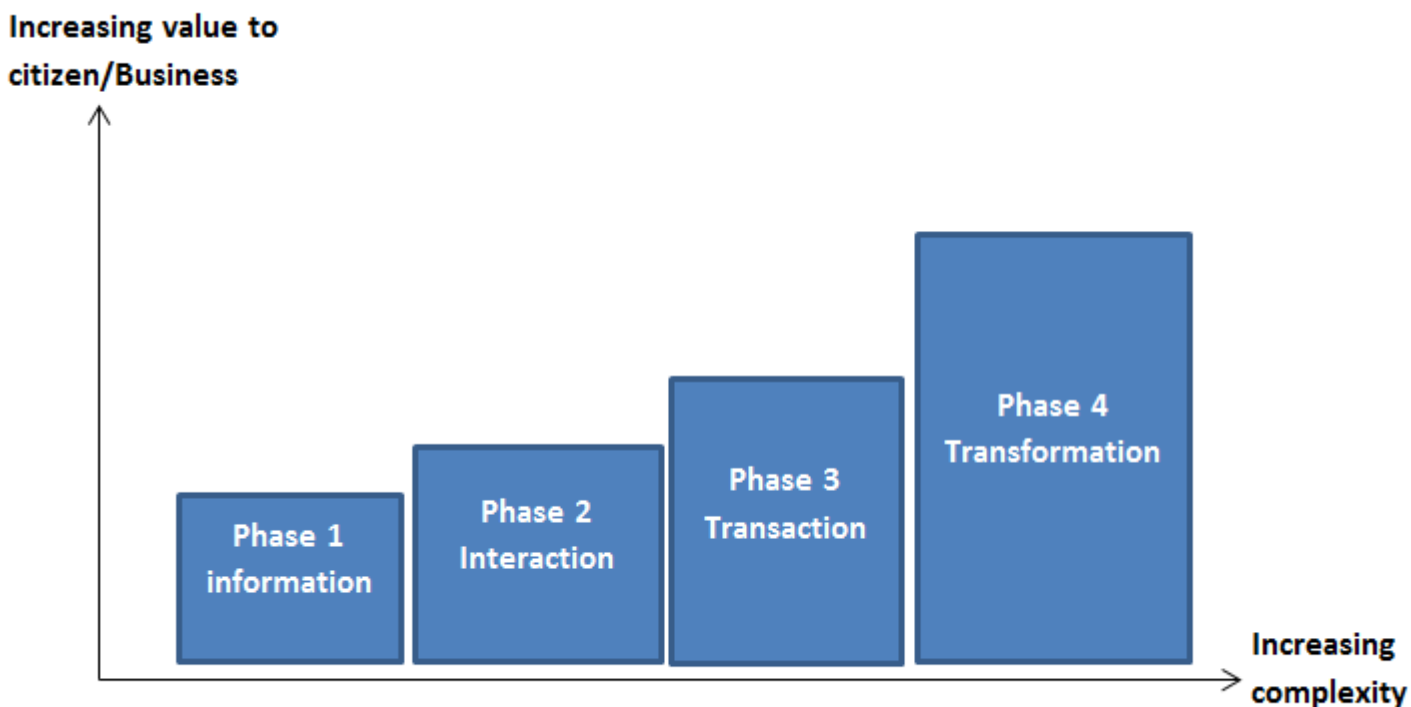 Increasing value to
citizen/Business
Phase 1
information
Phase 2
Interaction
Phase 3
Transaction
Phase 4
Transformation
Increasing
complexity